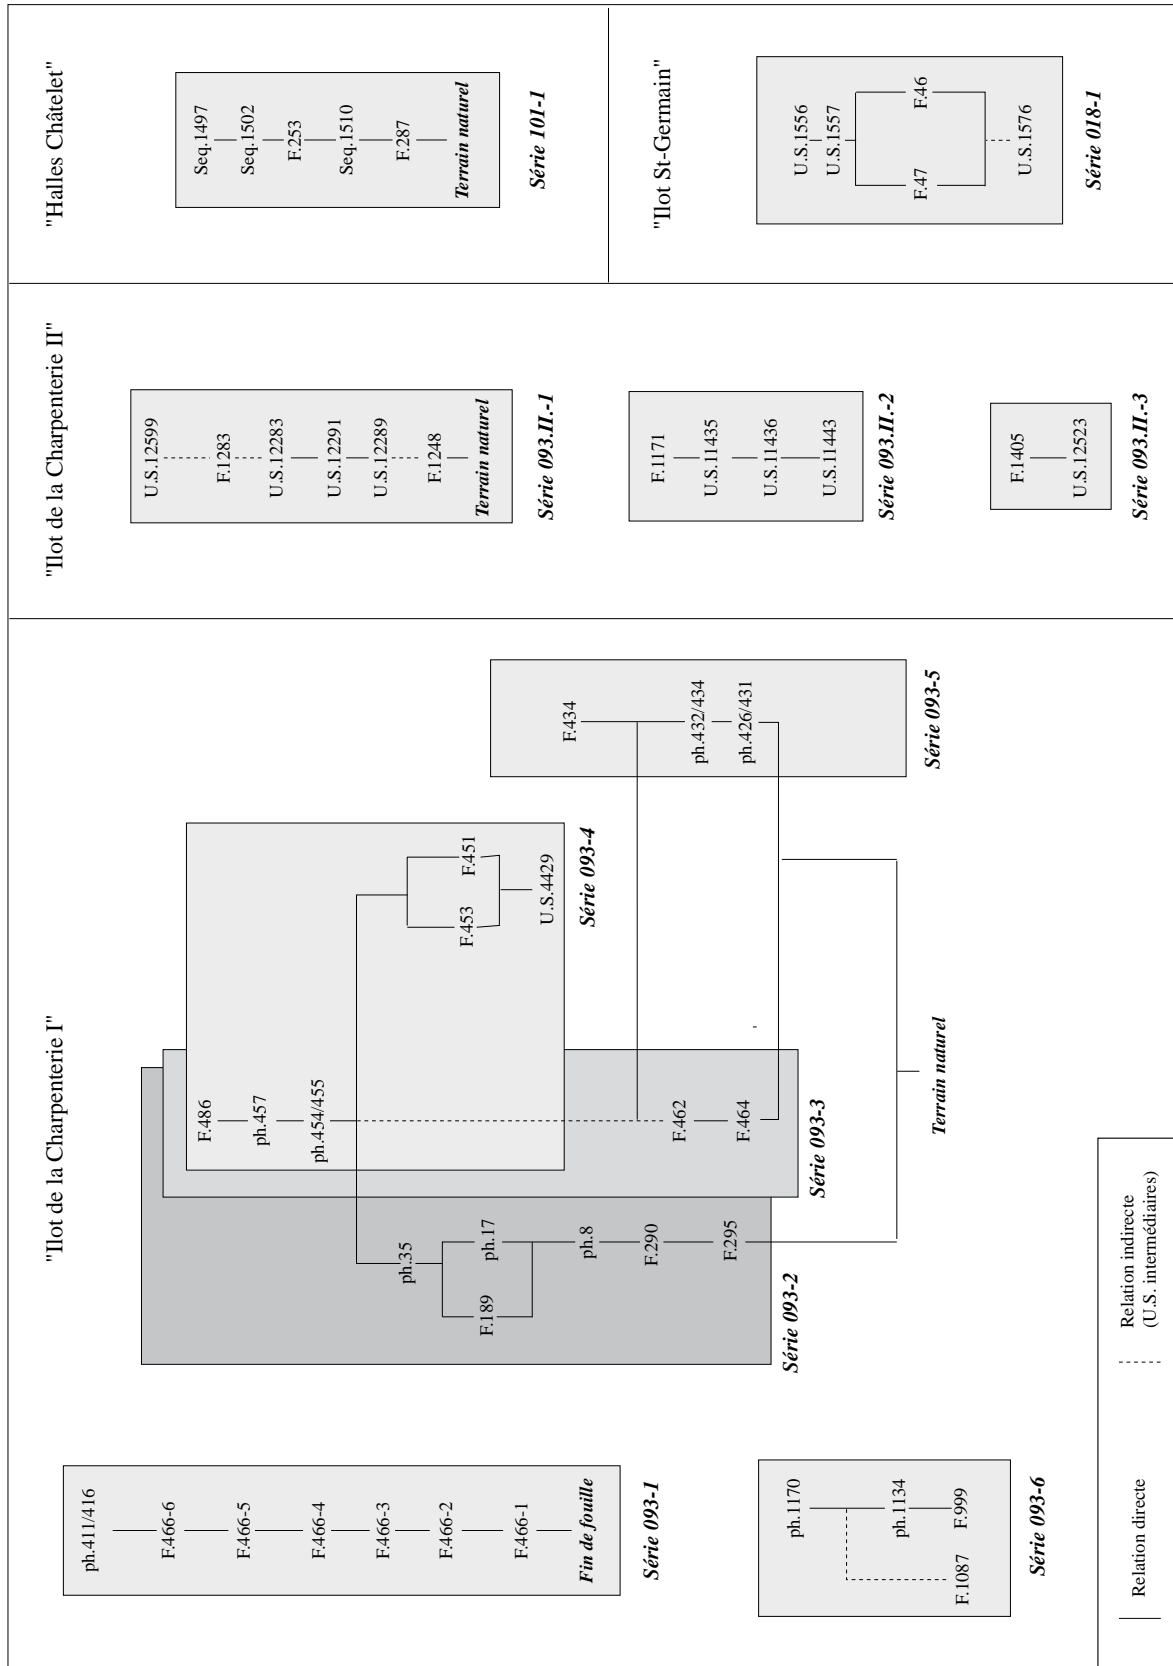 "Ilot de la Charpenterie I"
ph.411/416
F.466-6
F.466-5
F.466-4
F.466-3
F.466-2
F.466-1
Fin de fouille
Série 093-1
ph.1170
ph.1134
F.1087
F.999
Série 093-6
ph.35
F.189
ph.17
ph.8
F.290
F.295
Série 093-2
F.486
ph.457
ph.454/455
F.462
F.464
Série 093-3
F.453
F.451
U.S.4429
Série 093-4
F.434
ph.432/434
ph.426/431
Série 093-5
Terrain naturel
"Ilot de la Charpenterie II"
U.S.12599
F.1283
U.S.12283
U.S.12291
U.S.12289
F.1248
Terrain naturel
Série 093.II.-1
F.1171
U.S.11435
U.S.11436
U.S.11443
Série 093.II.-2
F.1405
U.S.12523
Série 093.II.-3
"Halles Châtelet"
Seq.1497
Seq.1502
F.253
Seq.1510
F.287
Terrain naturel
Série 101-1
"Ilot St-Germain"
U.S.1556
U.S.1557
F.47
F.46
U.S.1576
Série 018-1
Relation directe
Relation indirecte
(U.S. intermédiaires)